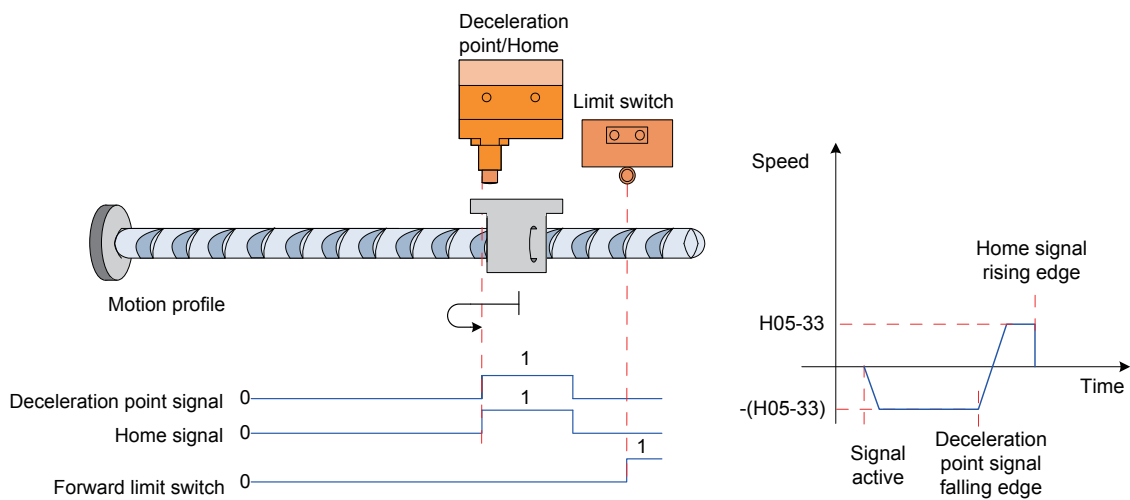 Deceleration
point/Home
Limit switch
Motion profile
1
Deceleration point signal
0
1
Home signal
0
1
Forward limit switch
0
Speed
Home signal
rising edge
H05-33
Time
-(H05-33)
Signal
active
Deceleration
point signal
falling edge